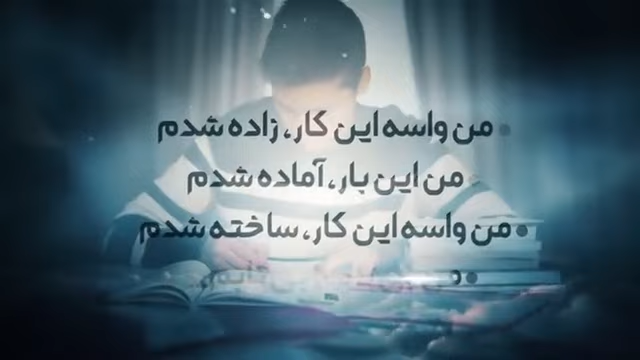 من واسه این کار، زاده شدم
من این بار، آماده شدم
من واسه این کار، ساخته شدم